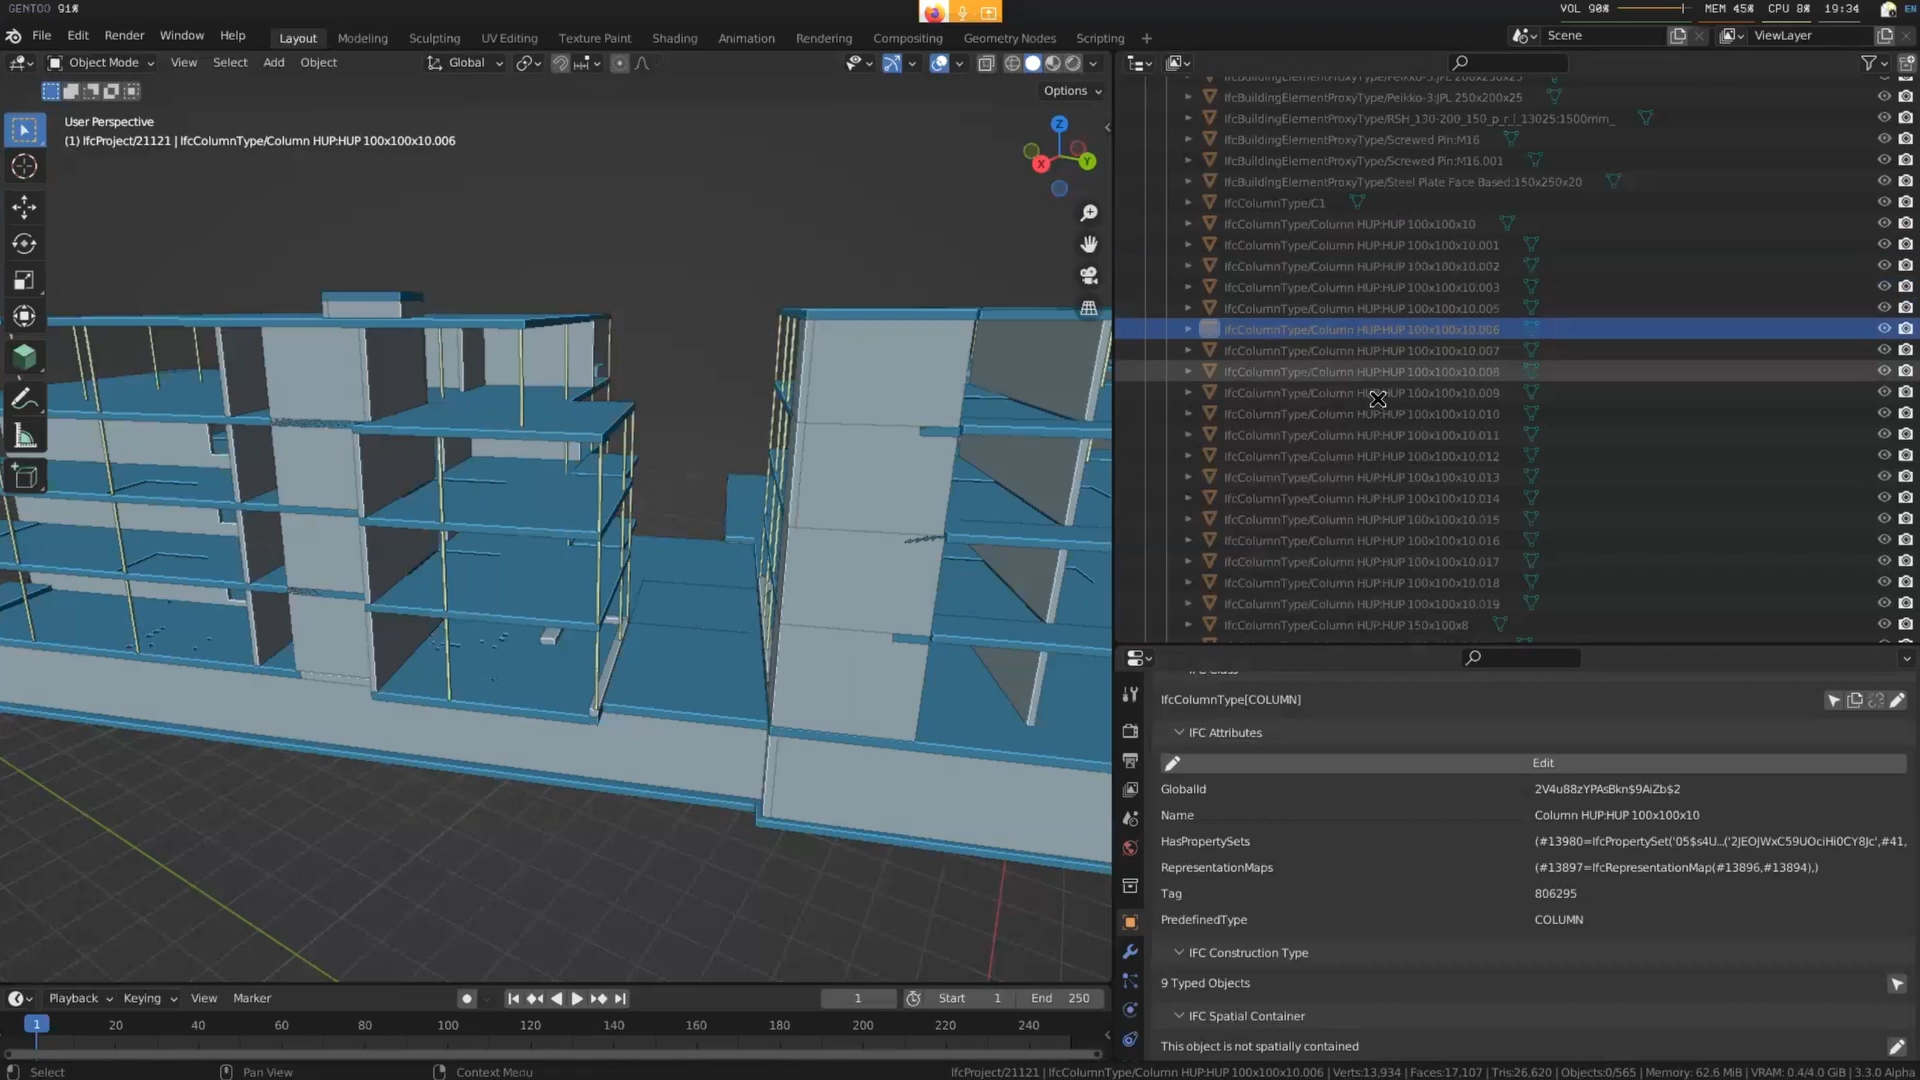 GENTOO 91%
VOL 90% MEM 45% CPU 8% 19:34 EN
File Edit Render Window Help Layout Modeling Sculpting UV Editing Texture Paint Shading Animation Rendering Compositing Geometry Nodes Scripting + Scene ViewLayer
Object Mode View Select Add Object Global
Options
User Perspective
(1) IfcProject/21121 | IfcColumnType/Column HUP:HUP 100x100x10.006
Z
X
Y
IfcBuildingElementProxyType/Peikko-3:JPL 200x250x25
IfcBuildingElementProxyType/Peikko-3:JPL 250x200x25
IfcBuildingElementProxyType/RSH_130-200_150_p_r_l_13025:1500mm_
IfcBuildingElementProxyType/Screwed Pin:M16
IfcBuildingElementProxyType/Screwed Pin:M16.001
IfcBuildingElementProxyType/Steel Plate Face Based:150x250x20
IfcColumnType/C1
IfcColumnType/Column HUP:HUP 100x100x10
IfcColumnType/Column HUP:HUP 100x100x10.001
IfcColumnType/Column HUP:HUP 100x100x10.002
IfcColumnType/Column HUP:HUP 100x100x10.003
IfcColumnType/Column HUP:HUP 100x100x10.005
IfcColumnType/Column HUP:HUP 100x100x10.006
IfcColumnType/Column HUP:HUP 100x100x10.007
IfcColumnType/Column HUP:HUP 100x100x10.008
IfcColumnType/Column HUP:HUP 100x100x10.009
IfcColumnType/Column HUP:HUP 100x100x10.010
IfcColumnType/Column HUP:HUP 100x100x10.011
IfcColumnType/Column HUP:HUP 100x100x10.012
IfcColumnType/Column HUP:HUP 100x100x10.013
IfcColumnType/Column HUP:HUP 100x100x10.014
IfcColumnType/Column HUP:HUP 100x100x10.015
IfcColumnType/Column HUP:HUP 100x100x10.016
IfcColumnType/Column HUP:HUP 100x100x10.017
IfcColumnType/Column HUP:HUP 100x100x10.018
IfcColumnType/Column HUP:HUP 100x100x10.019
IfcColumnType/Column HUP:HUP 150x100x8
IFC Class
IfcColumnType[COLUMN]
IFC Attributes
Edit
GlobalId 2V4u88zYPAsBkn$9AiZb$2
Name Column HUP:HUP 100x100x10
HasPropertySets (#13980=IfcPropertySet('05$s4U...('2JEOJWxC59UOciHi0CY8Jc',#41,
RepresentationMaps (#13897=IfcRepresentationMap(#13896,#13894),)
Tag 806295
PredefinedType COLUMN
IFC Construction Type
9 Typed Objects
IFC Spatial Container
This object is not spatially contained
Playback Keying View Marker 1 Start 1 End 250
1 20 40 60 80 100 120 140 160 180 200 220 240
Select Pan View Context Menu IfcProject/21121 | IfcColumnType/Column HUP:HUP 100x100x10.006 | Verts:13,934 | Faces:17,107 | Tris:26,620 | Objects:0/565 | Memory: 62.6 MiB | VRAM: 0.4/4.0 GiB | 3.3.0 Alpha